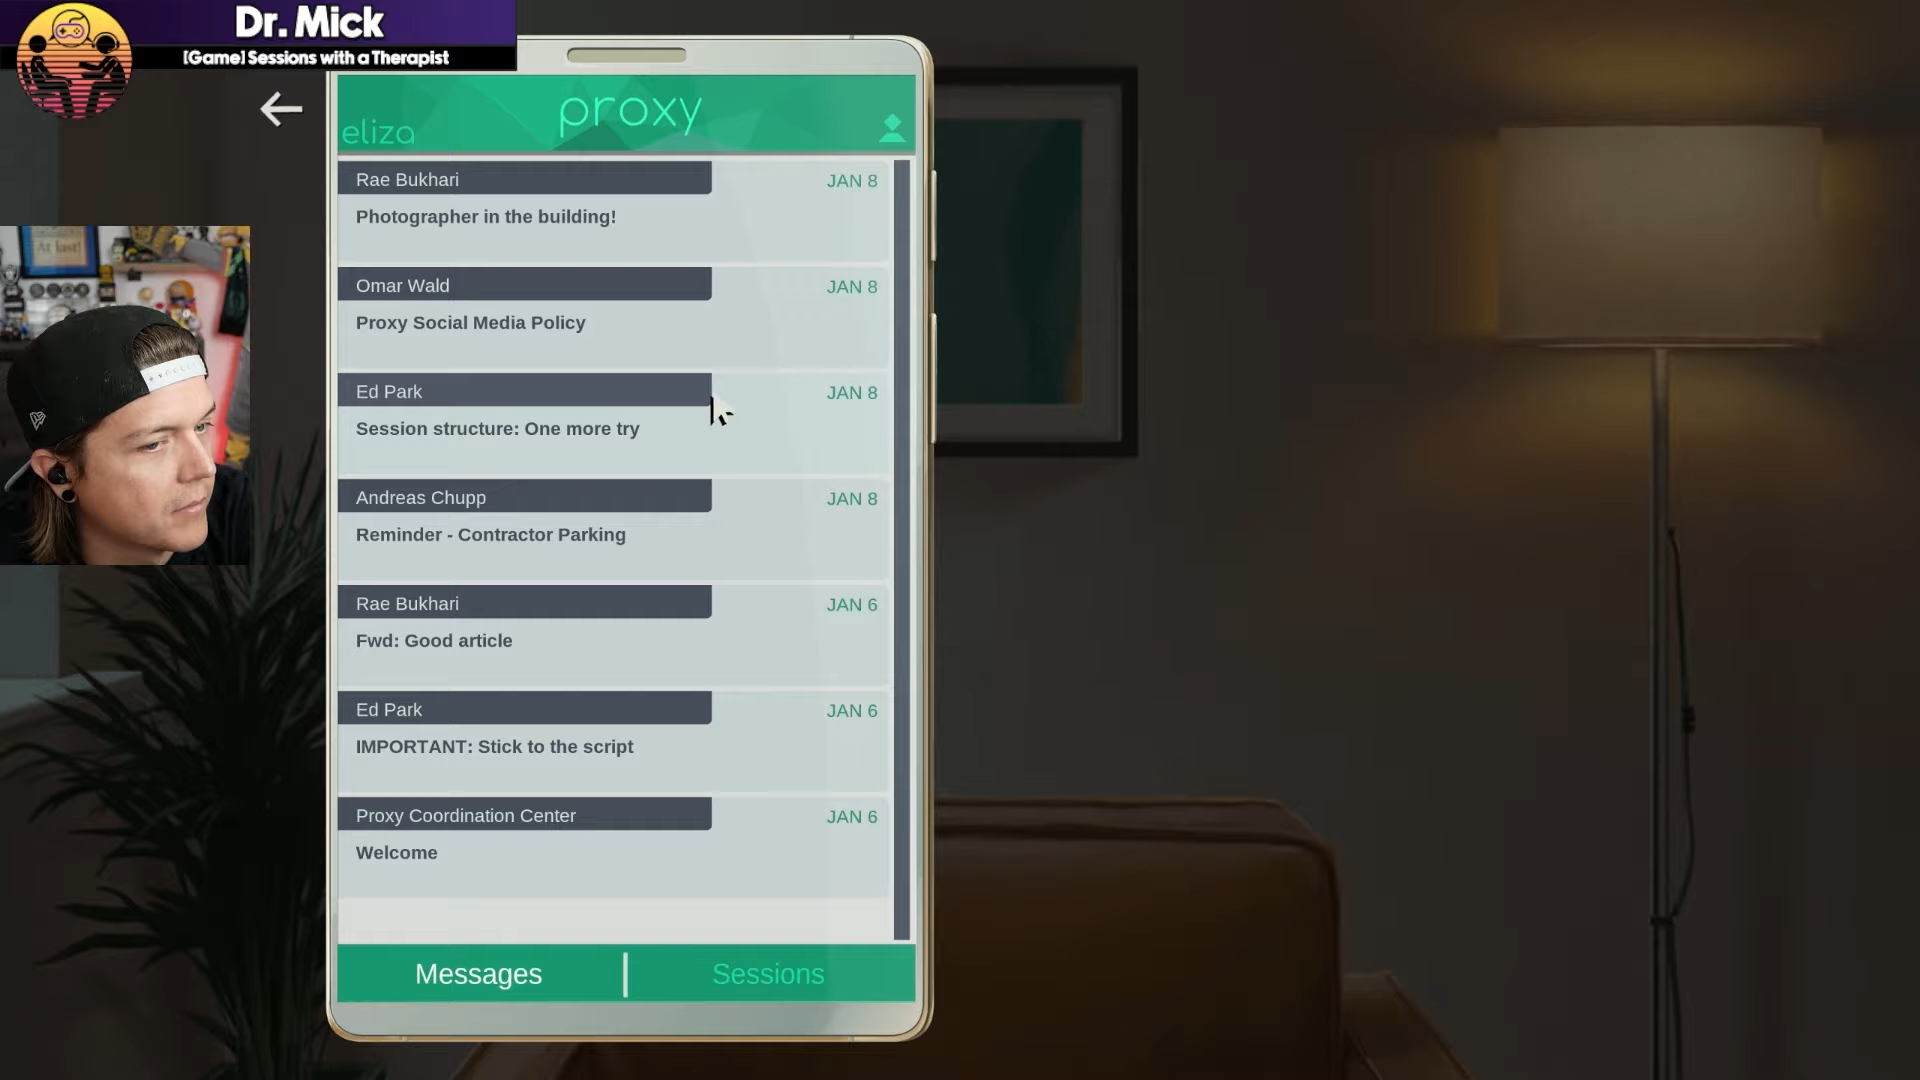 Dr. Mick
[Game] Sessions with a Therapist
At last!
eliza
proxy
Rae Bukhari
JAN 8
Photographer in the building!
Omar Wald
JAN 8
Proxy Social Media Policy
Ed Park
JAN 8
Session structure: One more try
Andreas Chupp
JAN 8
Reminder - Contractor Parking
Rae Bukhari
JAN 6
Fwd: Good article
Ed Park
JAN 6
IMPORTANT: Stick to the script
Proxy Coordination Center
JAN 6
Welcome
Messages
Sessions